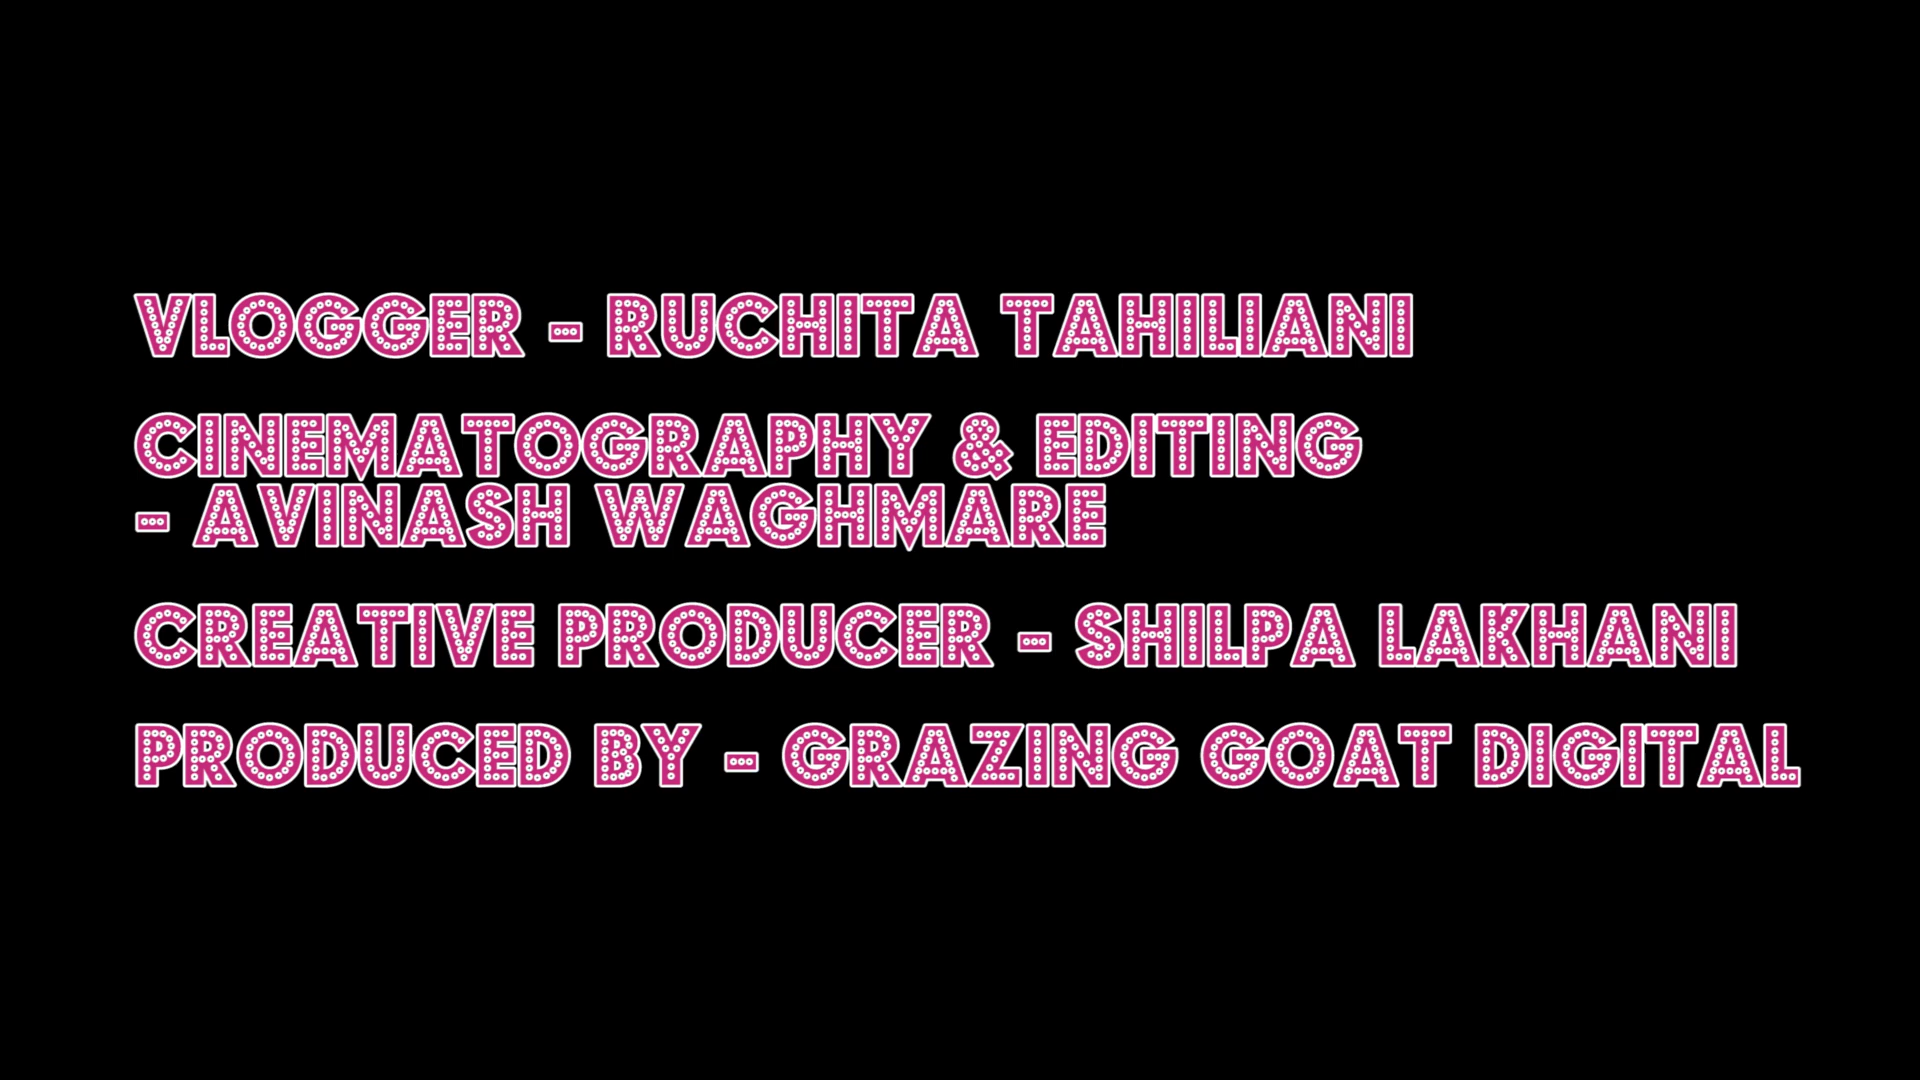 VLOGGER - RUCHITA TAHILIANI
CINEMATOGRAPHY & EDITING
- AVINASH WAGHMARE
CREATIVE PRODUCER - SHILPA LAKHANI
PRODUCED BY - GRAZING GOAT DIGITAL